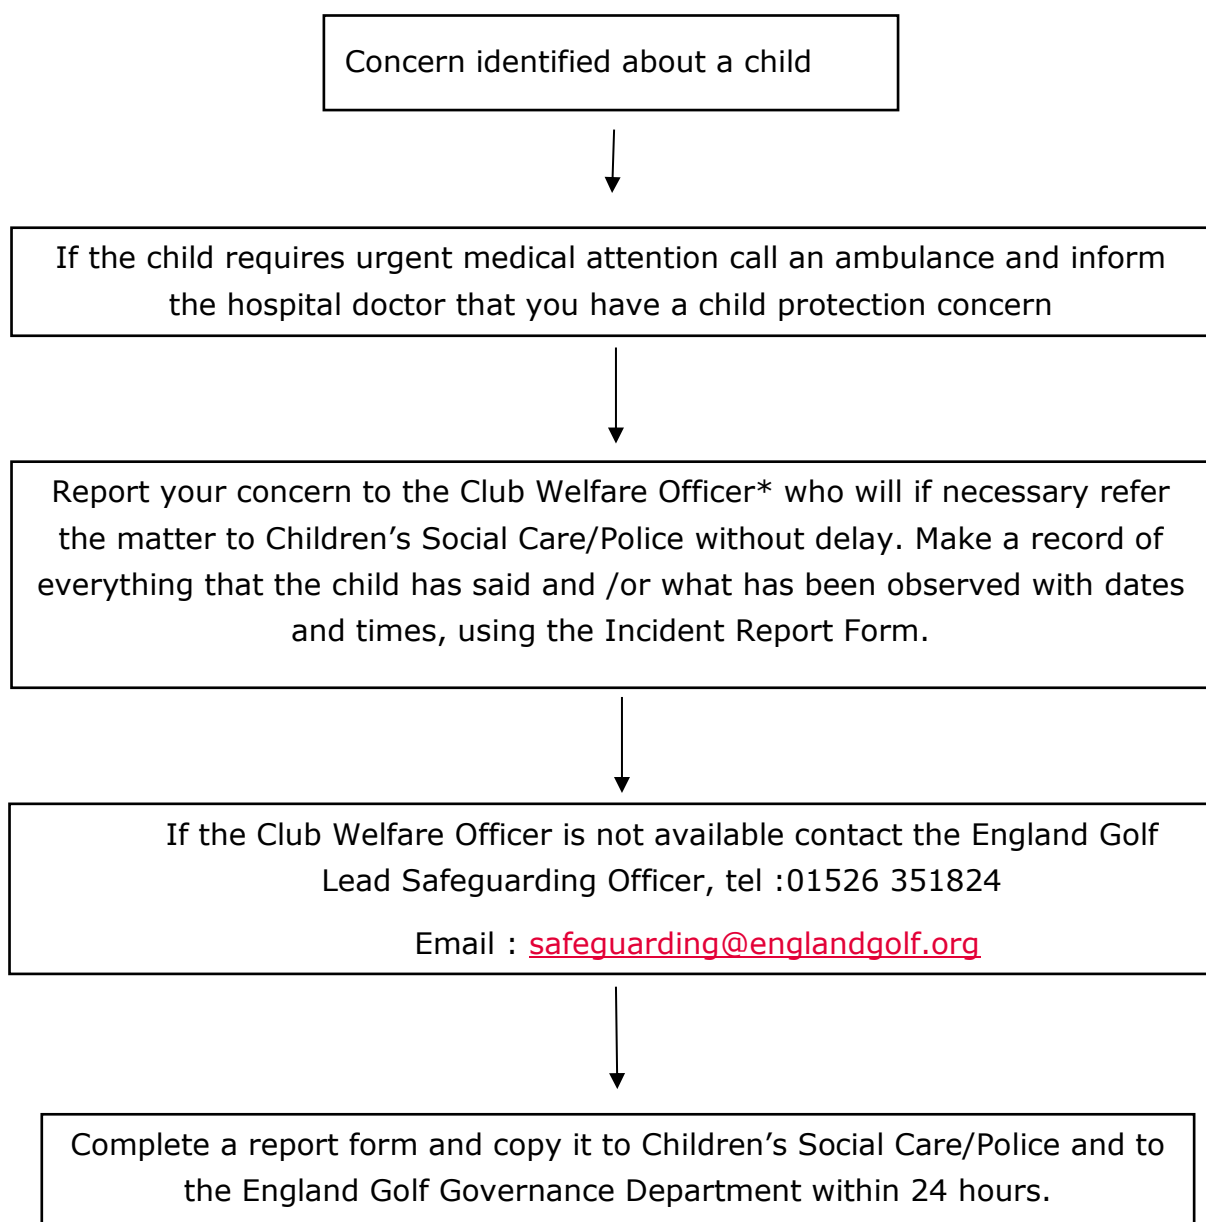 Concern identified about a child
If the child requires urgent medical attention call an ambulance and inform
the hospital doctor that you have a child protection concern
Report your concern to the Club Welfare Officer* who will if necessary refer
the matter to Children’s Social Care/Police without delay. Make a record of
everything that the child has said and /or what has been observed with dates
and times, using the Incident Report Form.
If the Club Welfare Officer is not available contact the England Golf
Lead Safeguarding Officer, tel :01526 351824
Email : safeguarding@englandgolf.org
Complete a report form and copy it to Children’s Social Care/Police and to
the England Golf Governance Department within 24 hours.